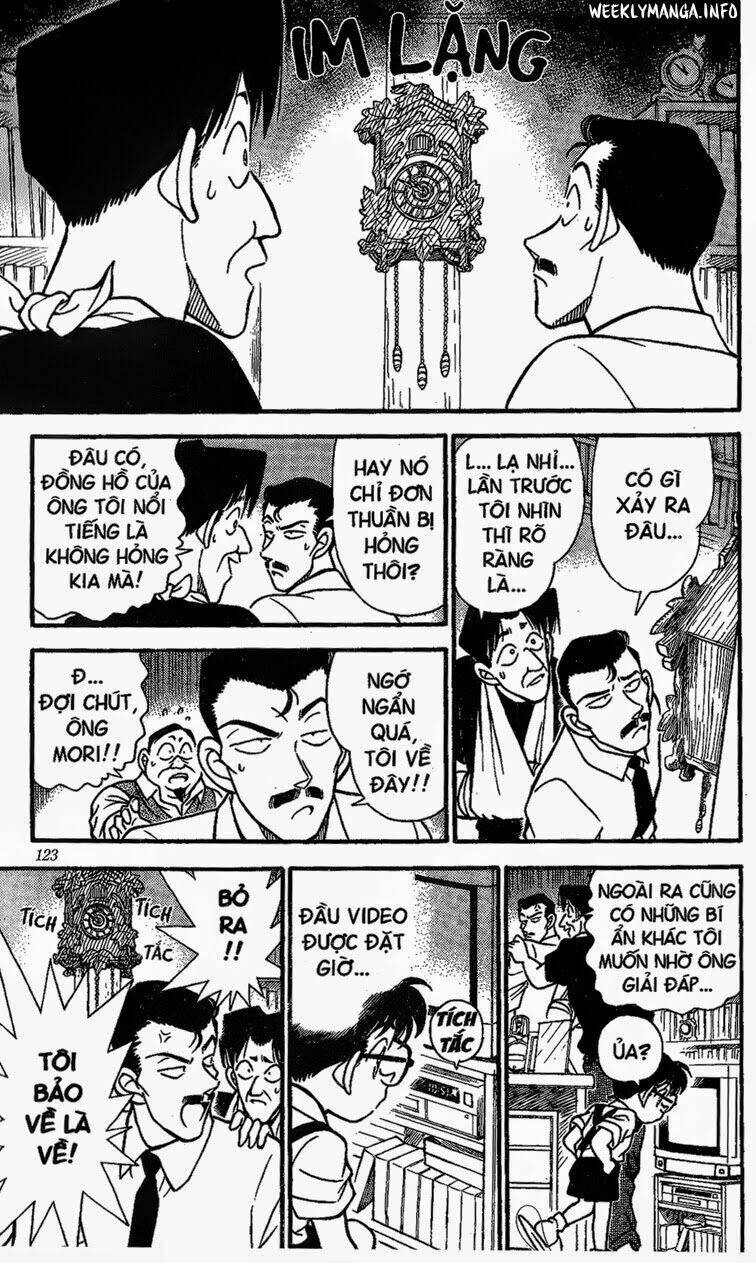 WEEKLYMANGA.INFO
IM LẶNG
CÓ GÌ
XẢY RA
ĐÂU...
L... LẠ NHỈ...
LẦN TRƯỚC
TÔI NHÌN
THÌ RÕ
RÀNG
LÀ...
HAY NÓ
CHỈ ĐƠN
THUẦN BỊ
HỎNG
THÔI?
ĐÂU CÓ,
ĐỒNG HỒ CỦA
ÔNG TÔI NỔI
TIẾNG LÀ
KHÔNG HỎNG
KIA MÀ!
NGỚ
NGẨN
QUÁ,
TÔI VỀ
ĐÂY!!
Đ...
ĐỢI CHÚT,
ÔNG
MORI!!
123
NGOÀI RA CŨNG
CÓ NHỮNG BÍ
ẨN KHÁC TÔI
MUỐN NHỜ ÔNG
GIẢI ĐÁP...
ỦA?
ĐẦU VIDEO
ĐƯỢC ĐẶT
GIỜ...
TÍCH
TẮC
BỎ
RA
!!
TÍCH
TÍCH
TẮC
TÔI
BẢO
VỀ LÀ
VỀ!